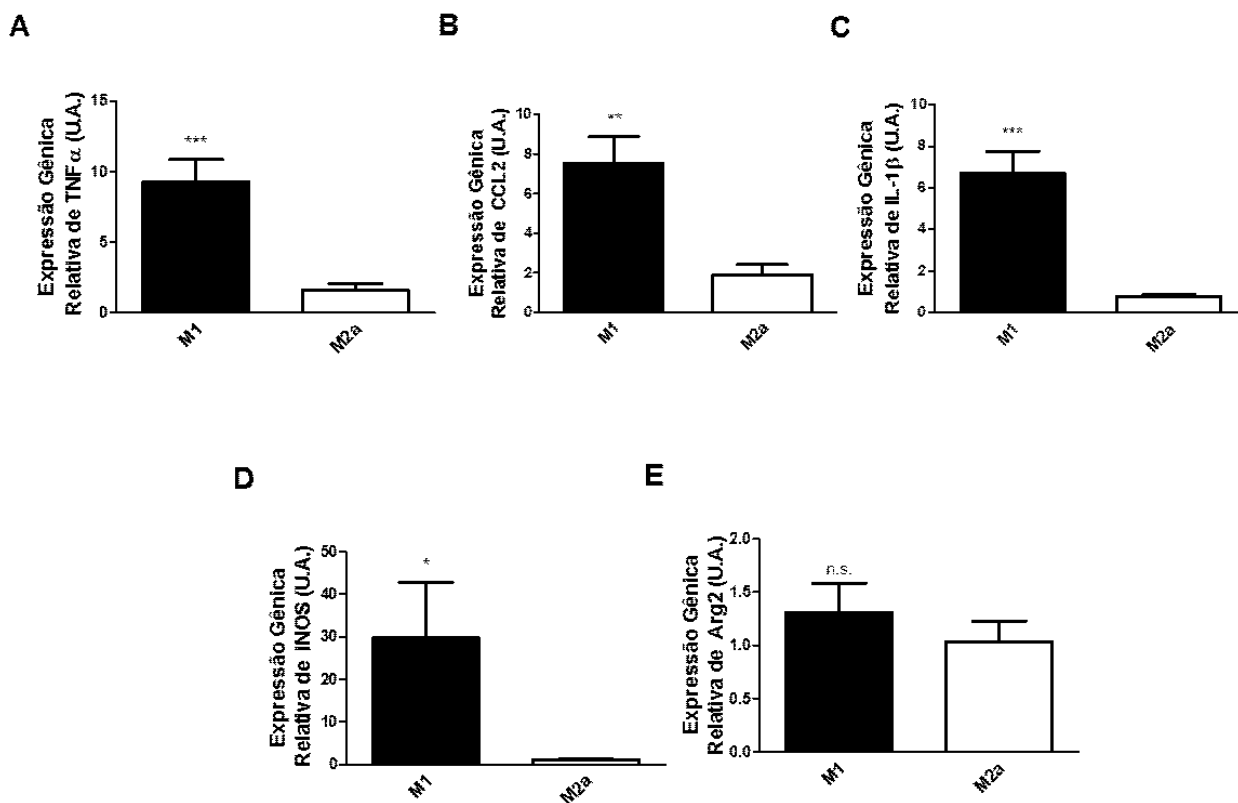 A
Expressão Gênica
Relativa de TNFα (U.A.)
15
10
5
0
***
M1
M2a
B
Expressão Gênica
Relativa de CCL2 (U.A.)
10
8
6
4
2
0
**
M1
M2a
C
Expressão Gênica
Relativa de IL-1β (U.A.)
10
8
6
4
2
0
***
M1
M2a
D
Expressão Gênica
Relativa de iNOS (U.A.)
50
40
30
20
10
0
*
M1
M2a
E
Expressão Gênica
Relativa de Arg2 (U.A.)
2.0
1.5
1.0
0.5
0.0
n.s.
M1
M2a